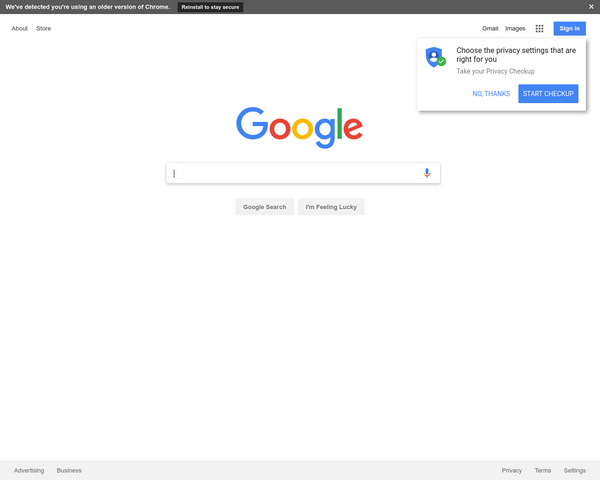 We've detected you're using an older version of Chrome. Reinstall to stay secure
About Store Gmail Images Sign in
Choose the privacy settings that are
right for you
Take your Privacy Checkup
NO, THANKS START CHECKUP
Google
Google Search I'm Feeling Lucky
Advertising Business Privacy Terms Settings